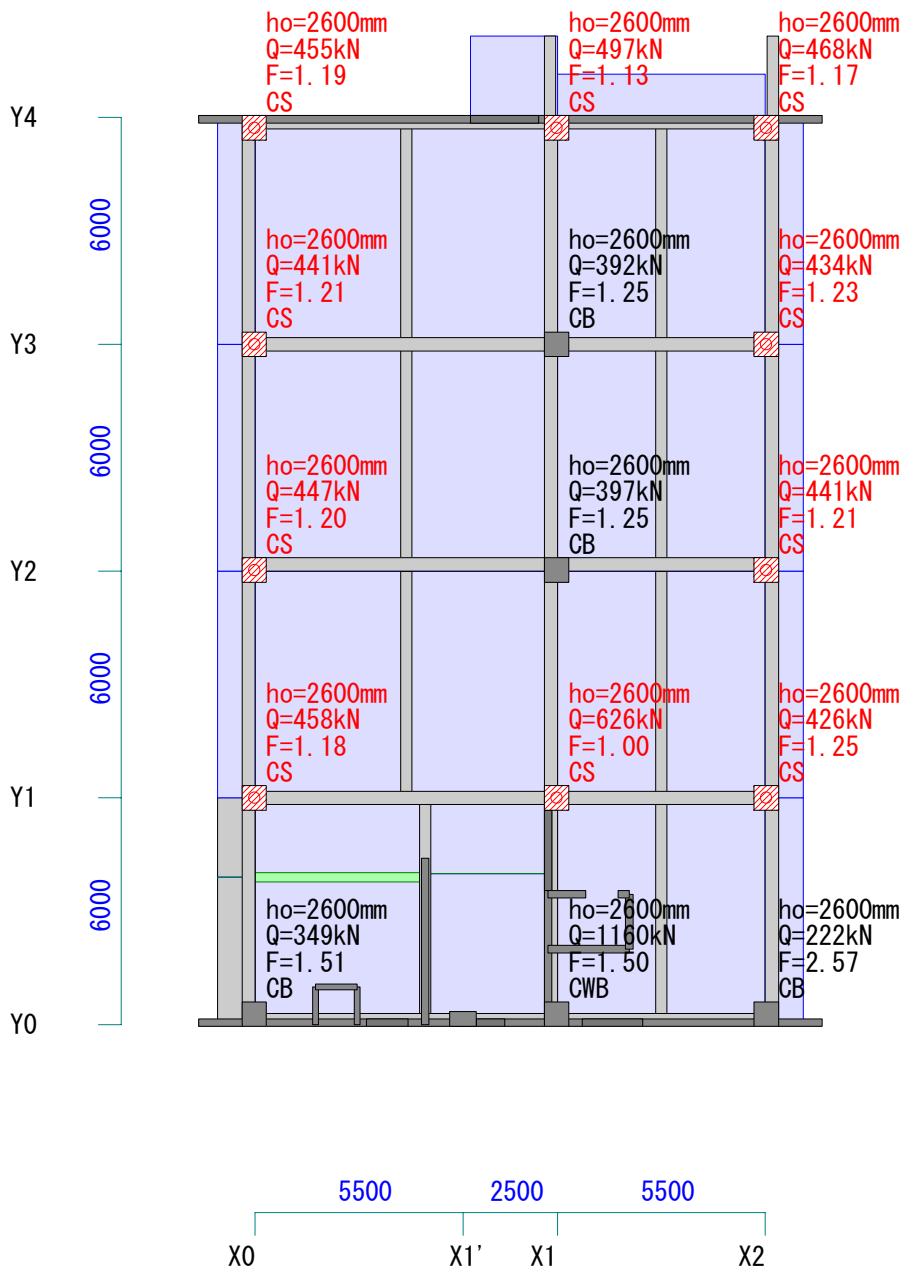 ho=2600mm
Q=455kN
F=1.19
CS
ho=2600mm
Q=497kN
F=1.13
CS
ho=2600mm
Q=468kN
F=1.17
CS
Y4
6000
ho=2600mm
Q=441kN
F=1.21
CS
ho=2600mm
Q=392kN
F=1.25
CB
ho=2600mm
Q=434kN
F=1.23
CS
Y3
6000
ho=2600mm
Q=447kN
F=1.20
CS
ho=2600mm
Q=397kN
F=1.25
CB
ho=2600mm
Q=441kN
F=1.21
CS
Y2
6000
ho=2600mm
Q=458kN
F=1.18
CS
ho=2600mm
Q=626kN
F=1.00
CS
ho=2600mm
Q=426kN
F=1.25
CS
Y1
6000
ho=2600mm
Q=349kN
F=1.51
CB
ho=2600mm
Q=1160kN
F=1.50
CWB
ho=2600mm
Q=222kN
F=2.57
CB
Y0
5500 2500 5500
X0 X1' X1 X2